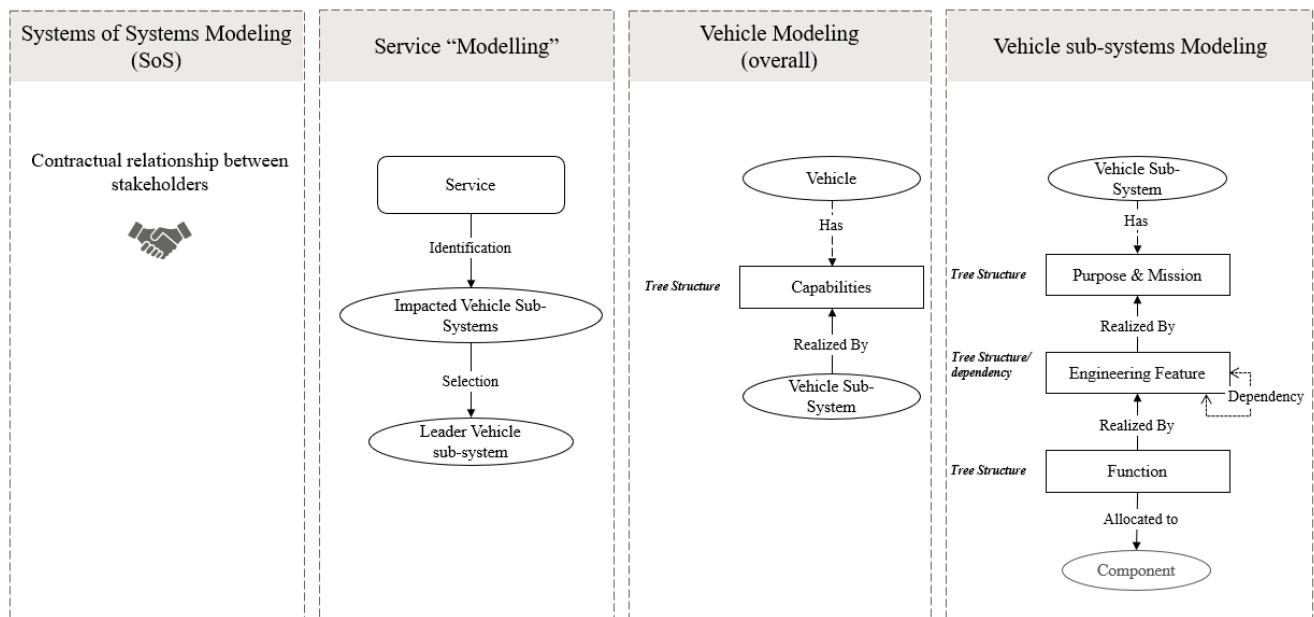 Systems of Systems Modeling
(SoS)
Contractual relationship between
stakeholders
Service “Modelling”
Service
Identification
Impacted Vehicle Sub-
Systems
Selection
Leader Vehicle
sub-system
Vehicle Modeling
(overall)
Vehicle
Has
Tree Structure
Capabilities
Realized By
Vehicle Sub-
System
Vehicle sub-systems Modeling
Vehicle Sub-
System
Has
Tree Structure
Purpose & Mission
Realized By
Tree Structure/
dependency
Engineering Feature
Dependency
Realized By
Tree Structure
Function
Allocated to
Component